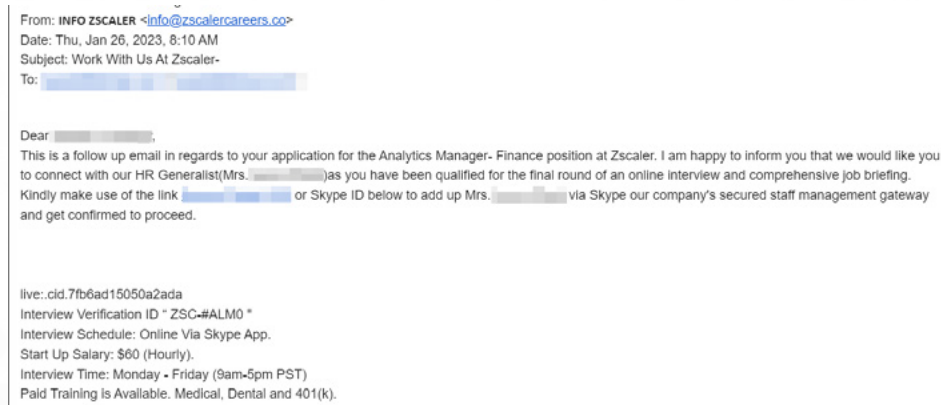 From: INFO ZSCALER <info@zscalercareers.co>
Date: Thu, Jan 26, 2023, 8:10 AM
Subject: Work With Us At Zscaler-
To:
Dear ,
This is a follow up email in regards to your application for the Analytics Manager- Finance position at Zscaler. I am happy to inform you that we would like you
to connect with our HR Generalist(Mrs. )as you have been qualified for the final round of an online interview and comprehensive job briefing.
Kindly make use of the link or Skype ID below to add up Mrs. via Skype our company's secured staff management gateway
and get confirmed to proceed.
live:.cid.7fb6ad15050a2ada
Interview Verification ID “ ZSC-#ALM0 ”
Interview Schedule: Online Via Skype App.
Start Up Salary: $60 (Hourly).
Interview Time: Monday - Friday (9am-5pm PST)
Paid Training is Available. Medical, Dental and 401(k).